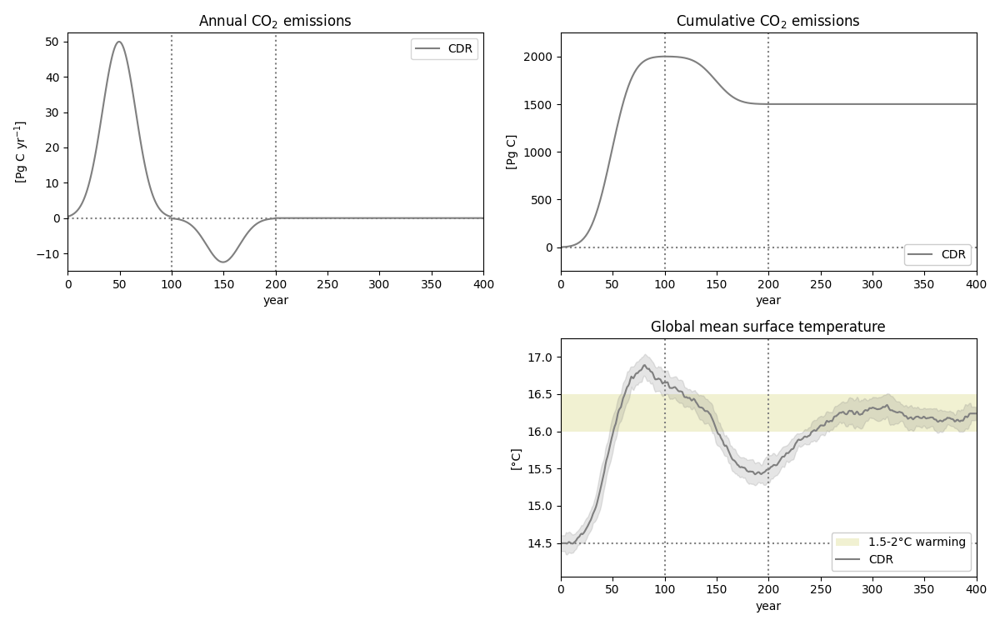 Annual CO₂ emissions
[Pg C yr⁻¹]
50
40
30
20
10
0
−10
CDR
0 50 100 150 200 250 300 350 400
year
Cumulative CO₂ emissions
[Pg C]
2000
1500
1000
500
0
CDR
0 50 100 150 200 250 300 350 400
year
Global mean surface temperature
[°C]
17.0
16.5
16.0
15.5
15.0
14.5
1.5-2°C warming
CDR
0 50 100 150 200 250 300 350 400
year